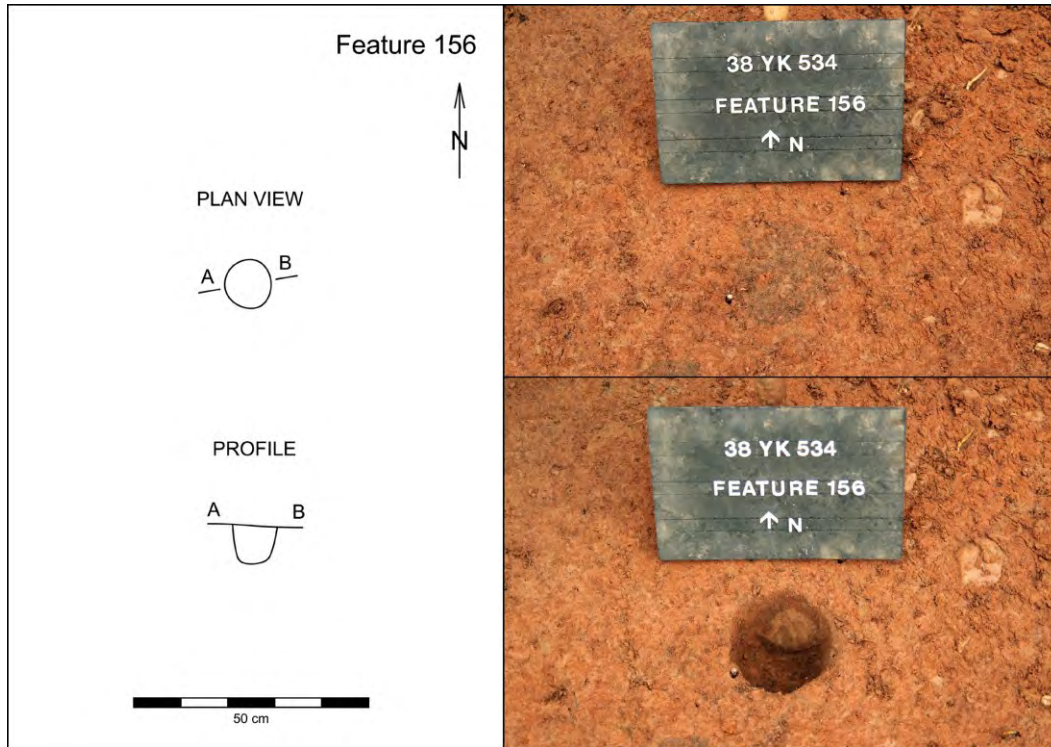 Feature 156
N
PLAN VIEW
A B
PROFILE
A B
50 cm
38 YK 534
FEATURE 156
↑ N
38 YK 534
FEATURE 156
↑ N